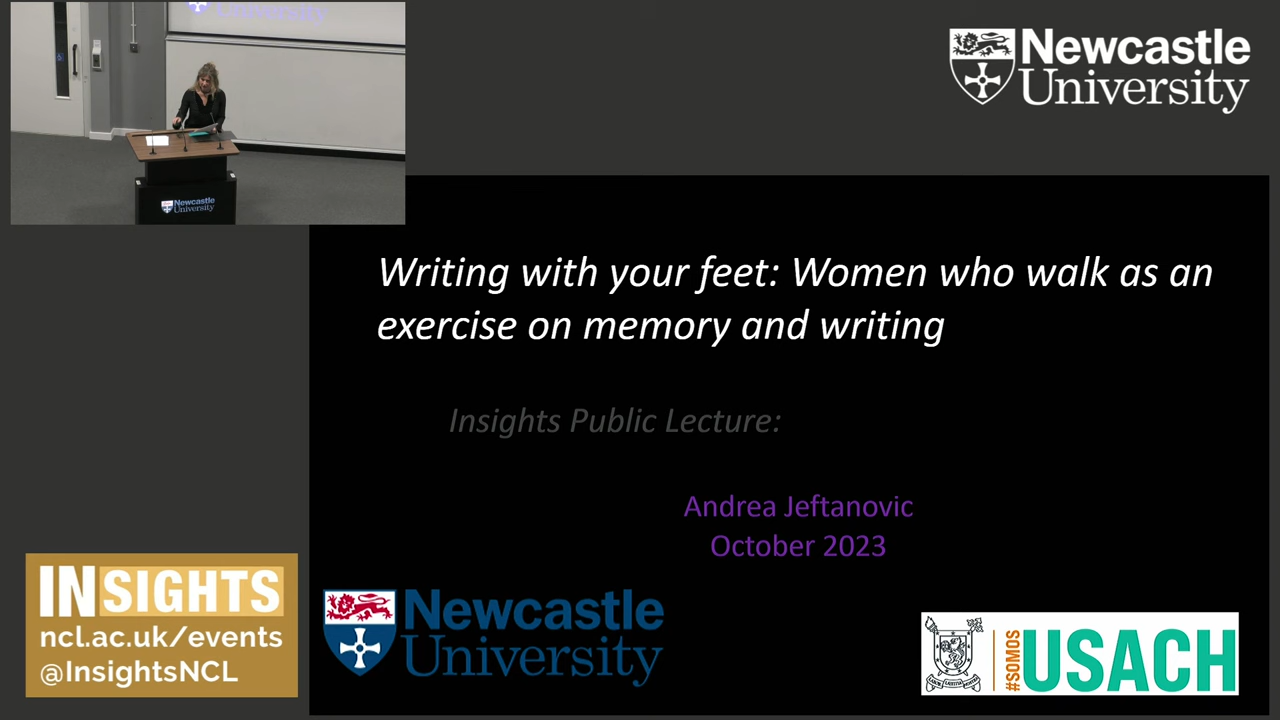 University
Newcastle
University
Newcastle
University
Writing with your feet: Women who walk as an
exercise on memory and writing
Insights Public Lecture:
Andrea Jeftanovic
October 2023
INSIGHTS
ncl.ac.uk/events
@InsightsNCL
Newcastle
University
#SOMOS
USACH